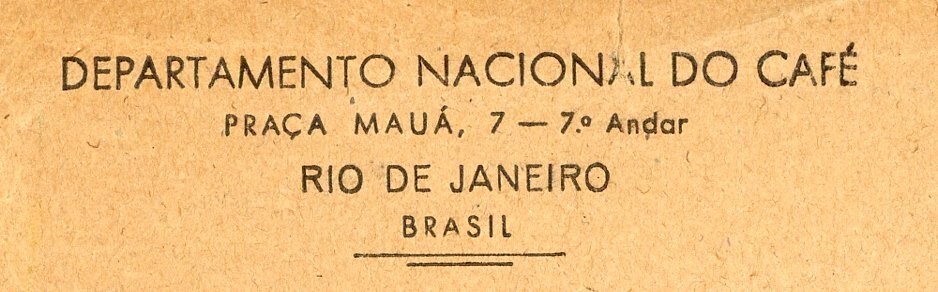 DEPARTAMENTO NACIONAL DO CAFÉ
PRAÇA MAUÁ, 7 — 7.º Andar
RIO DE JANEIRO
BRASIL